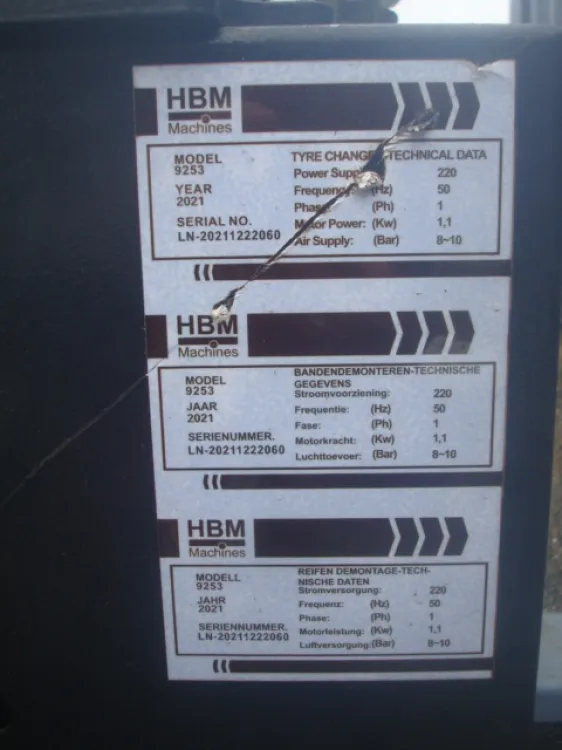 HBM
Machines
MODEL
9253
YEAR
2021
SERIAL NO.
LN-20211222060
TYRE CHANGER-TECHNICAL DATA
Power Supply 220
Frequency: (Hz) 50
Phase: (Ph) 1
Motor Power: (Kw) 1,1
Air Supply: (Bar) 8~10
HBM
Machines
MODEL
9253
JAAR
2021
SERIENUMMER.
LN-20211222060
BANDENDEMONTEREN-TECHNISCHE
GEGEVENS
Stroomvoorziening: 220
Frequentie: (Hz) 50
Fase: (Ph) 1
Motorkracht: (Kw) 1,1
Luchttoevoer: (Bar) 8~10
HBM
Machines
MODELL
9253
JAHR
2021
SERIENNUMMER.
LN-20211222060
REIFEN DEMONTAGE-TECH-
NISCHE DATEN
Stromversorgung: 220
Frequenz: (Hz) 50
Phase: (Ph) 1
Motorleistung: (Kw) 1,1
Luftversorgung:(Bar) 8~10